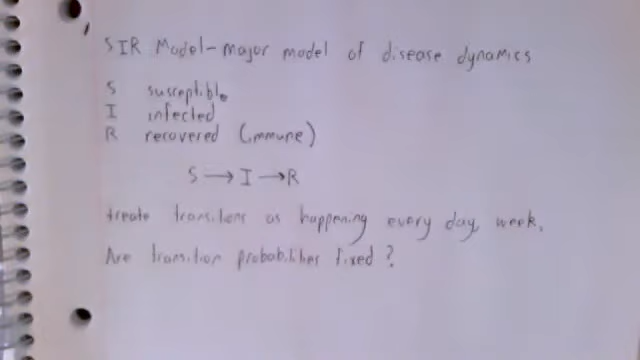 SIR Model - major model of disease dynamics
S susceptible
I infected
R recovered (immune)
S → I → R
treate transitions as happening every day, week,
Are transition probabilities fixed?